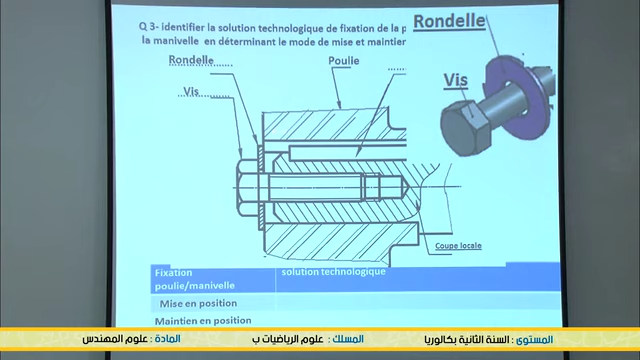 Q 3- identifier la solution technologique de fixation de la p
la manivelle en déterminant le mode de mise et maintier
Rondelle
Rondelle
Poulie
Vis
Vis
Coupe locale
Fixation
poulie/manivelle
solution technologique
Mise en position
Maintien en position
المستوى : السنة الثانية بكالوريا
المسلك : علوم الرياضيات ب
المادة : علوم المهندس